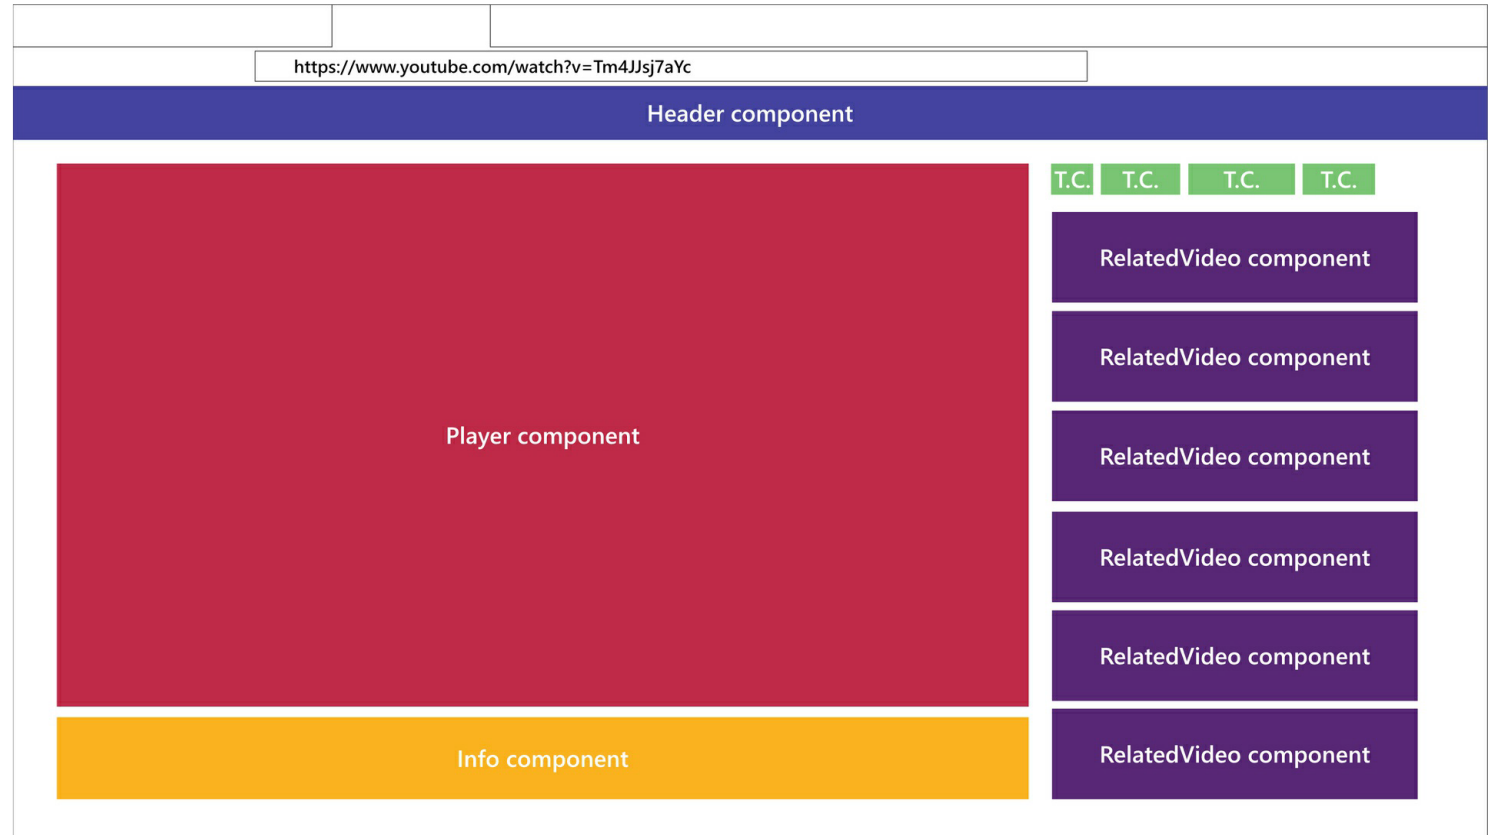 https://www.youtube.com/watch?v=Tm4JJsj7aYc
Header component
T.C. T.C. T.C. T.C.
RelatedVideo component
RelatedVideo component
Player component
RelatedVideo component
RelatedVideo component
RelatedVideo component
Info component
RelatedVideo component